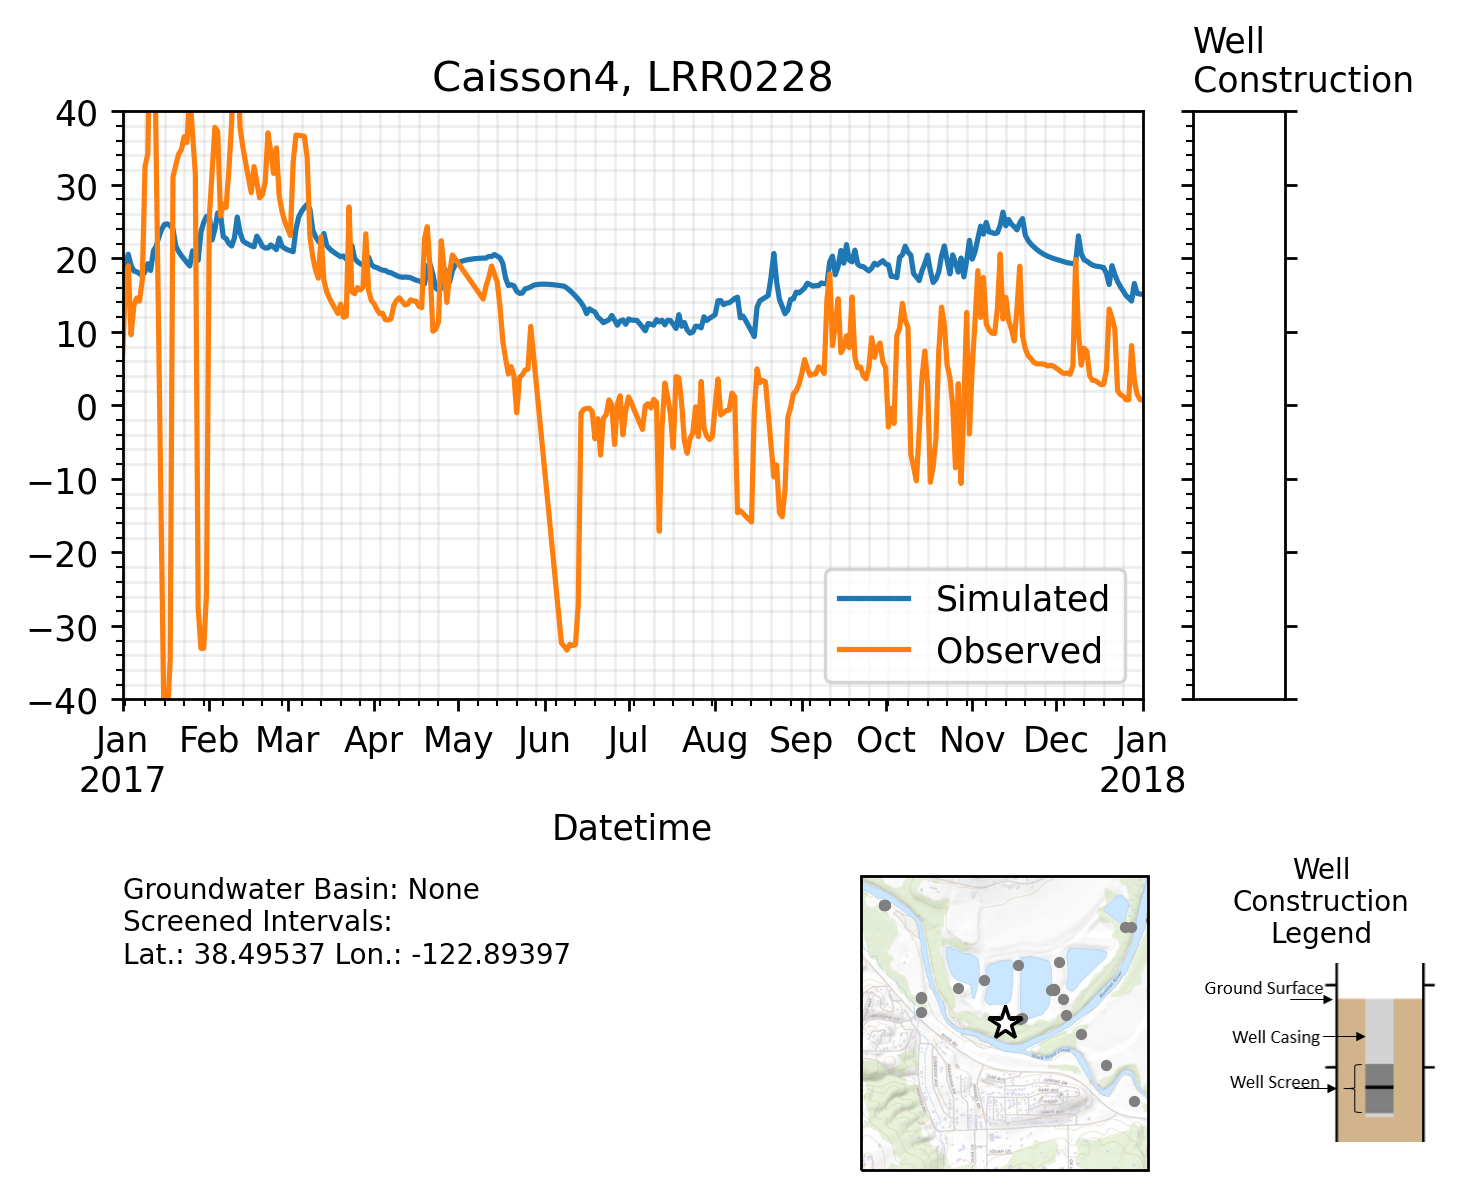 Well
Construction
Caisson4, LRR0228
40
30
20
10
0
−10
−20
−30
−40
Simulated
Observed
Jan Feb Mar Apr May Jun Jul Aug Sep Oct Nov Dec Jan
2017 2018
Datetime
Groundwater Basin: None
Screened Intervals:
Lat.: 38.49537 Lon.: -122.89397
Well
Construction
Legend
Ground Surface
Well Casing
Well Screen